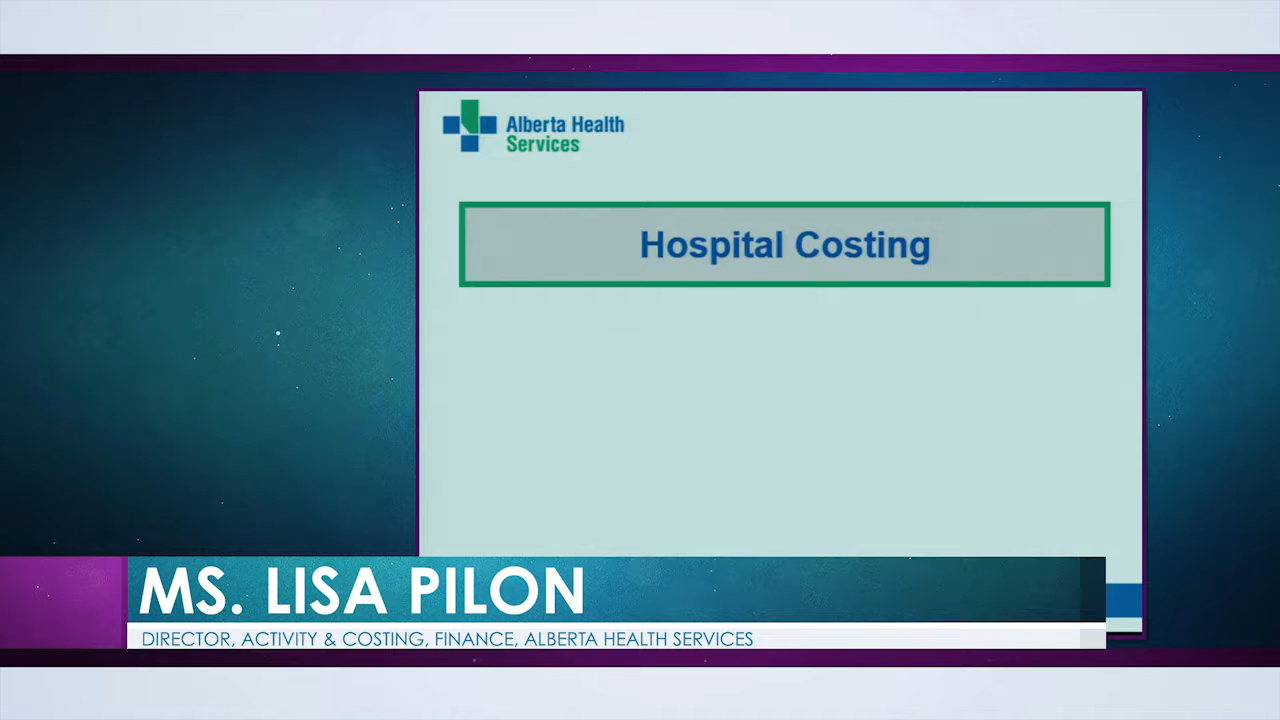 Alberta Health
Services
Hospital Costing
MS. LISA PILON
DIRECTOR, ACTIVITY & COSTING, FINANCE, ALBERTA HEALTH SERVICES